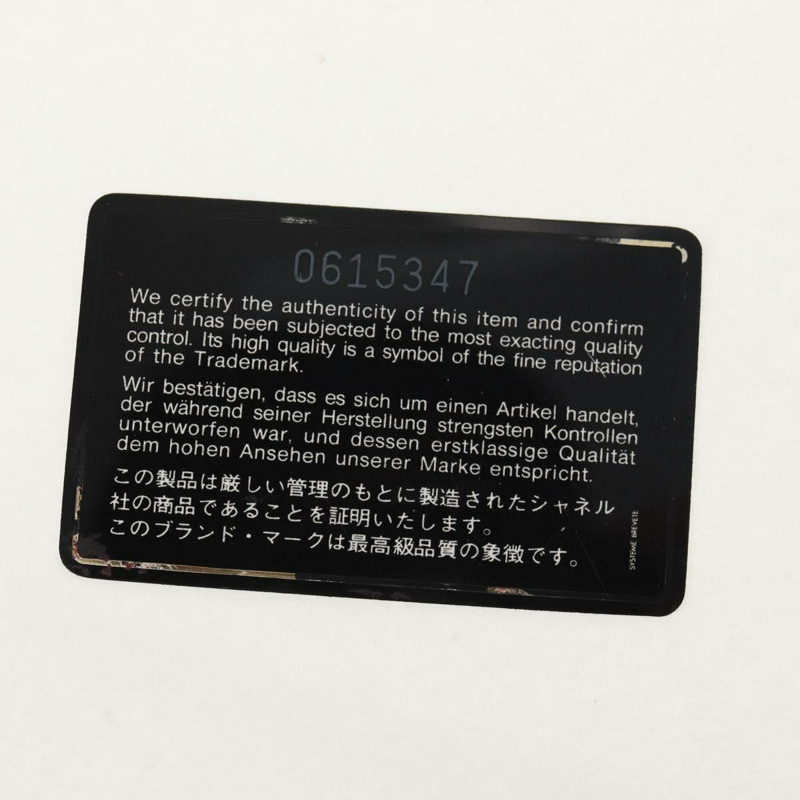 0615347
We certify the authenticity of this item and confirm
that it has been subjected to the most exacting quality
control. Its high quality is a symbol of the fine reputation
of the Trademark.
Wir bestätigen, dass es sich um einen Artikel handelt,
der während seiner Herstellung strengsten Kontrollen
unterworfen war, und dessen erstklassige Qualität
dem hohen Ansehen unserer Marke entspricht.
この製品は厳しい管理のもとに製造されたシャネル
社の商品であることを証明いたします。
このブランド・マークは最高級品質の象徴です。
SYSTEME BREVETE